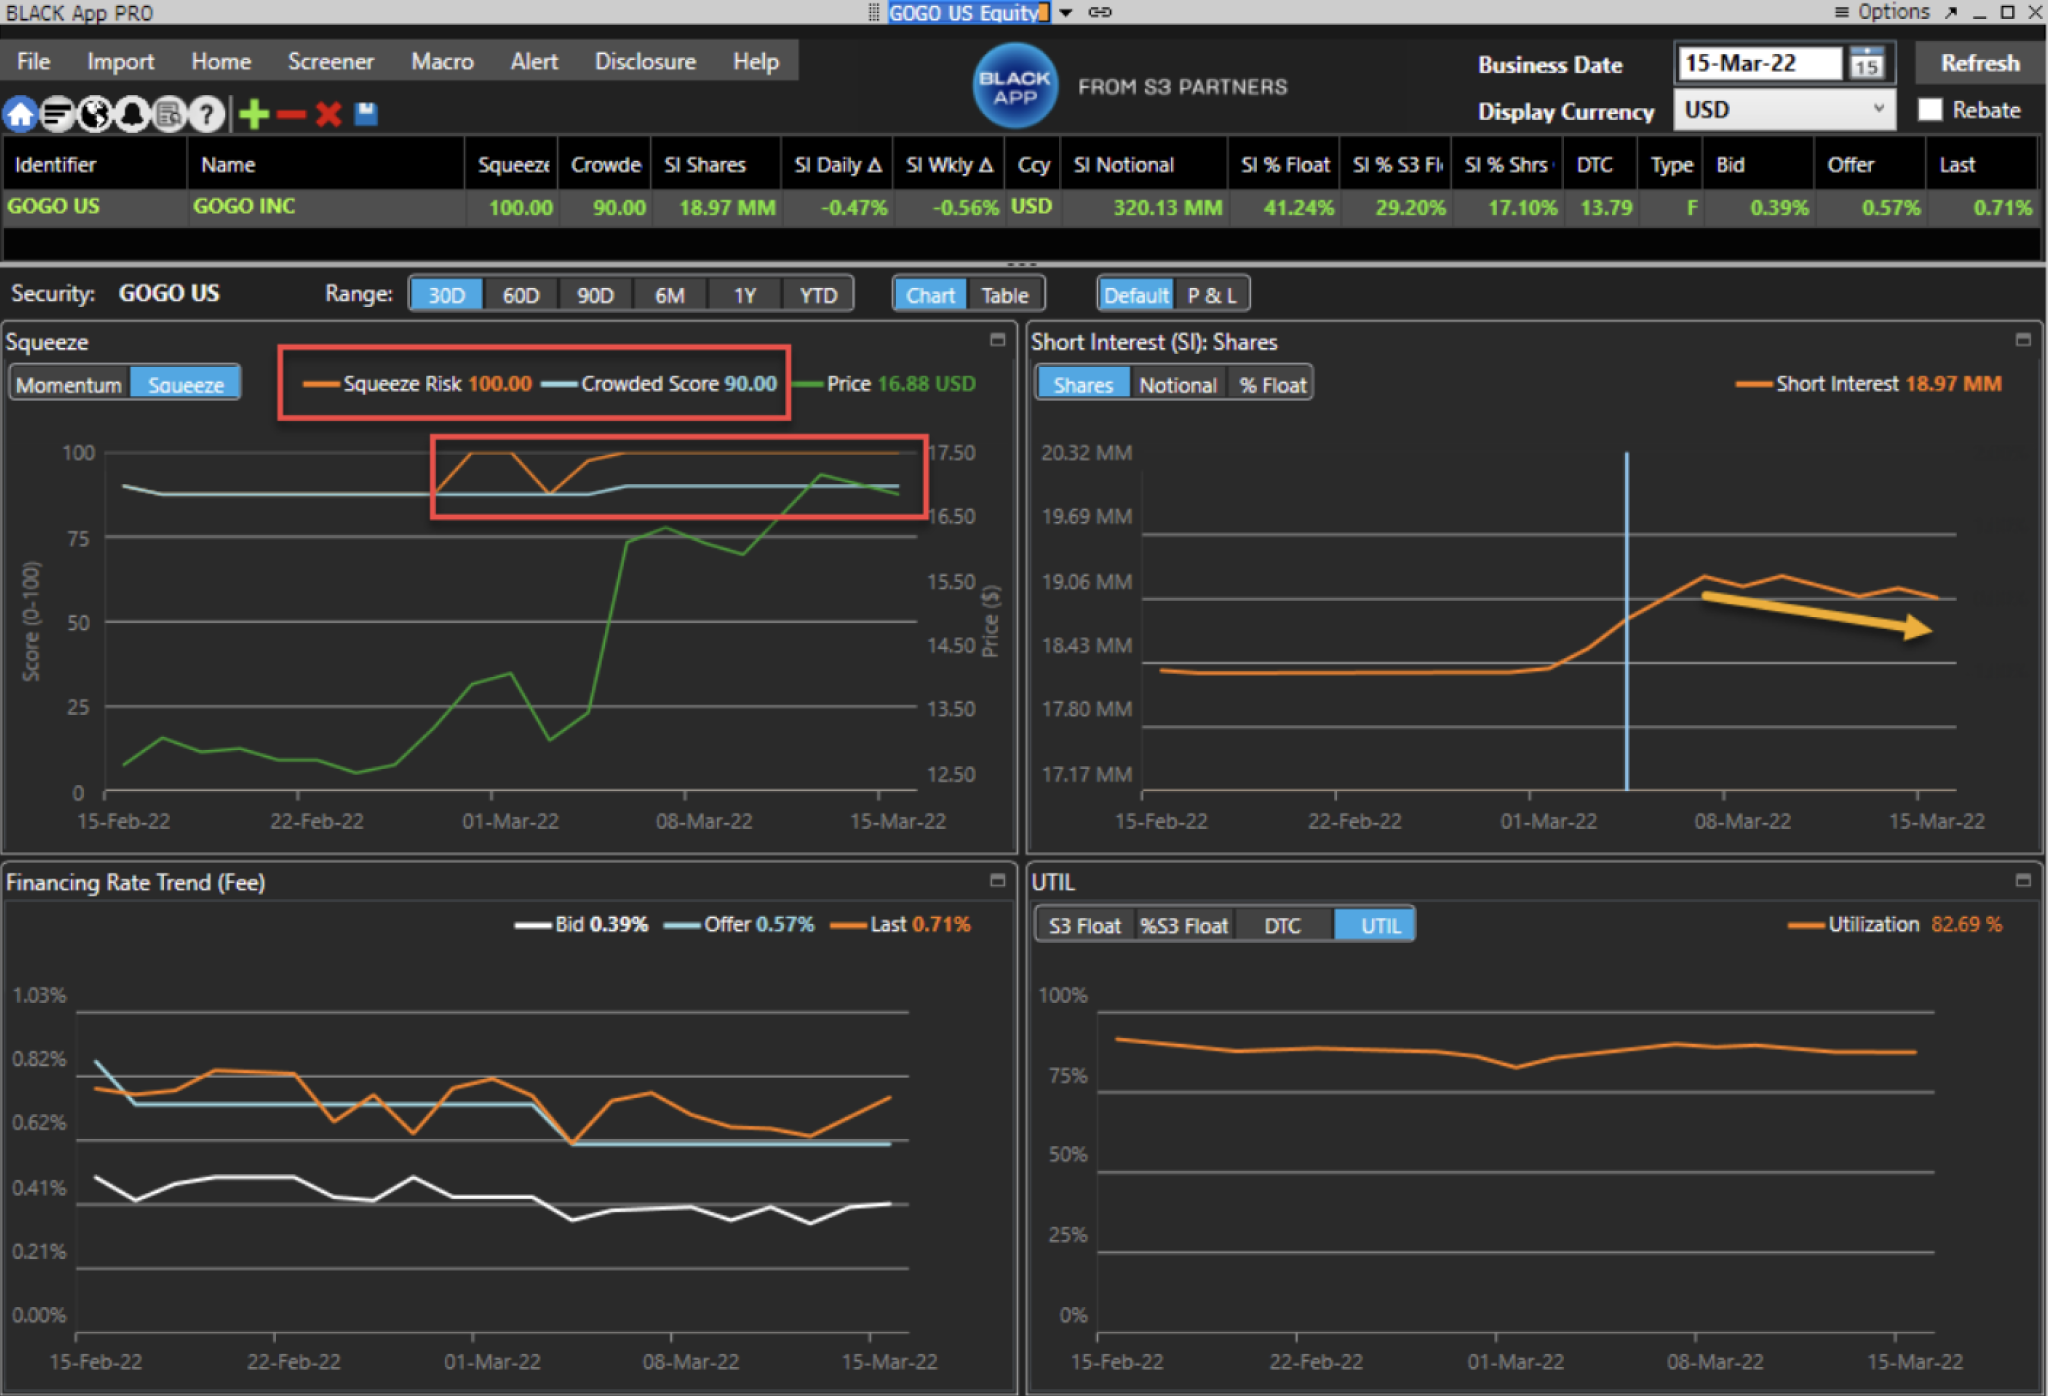 BLACK App PRO GOGO US Equity Options
File Import Home Screener Macro Alert Disclosure Help
BLACK APP FROM S3 PARTNERS
Business Date 15-Mar-22 15 Refresh
Display Currency USD Rebate
?
Identifier Name Squeeze Crowde SI Shares SI Daily Δ SI Wkly Δ Ccy SI Notional SI % Float SI % S3 Fl SI % Shrs DTC Type Bid Offer Last
GOGO US GOGO INC 100.00 90.00 18.97 MM -0.47% -0.56% USD 320.13 MM 41.24% 29.20% 17.10% 13.79 F 0.39% 0.57% 0.71%
Security: GOGO US Range: 30D 60D 90D 6M 1Y YTD Chart Table Default P & L
Squeeze
Momentum Squeeze Squeeze Risk 100.00 Crowded Score 90.00 Price 16.88 USD
100
75
50
25
0
Score (0-100)
17.50
16.50
15.50
14.50
13.50
12.50
Price ($)
15-Feb-22 22-Feb-22 01-Mar-22 08-Mar-22 15-Mar-22
Short Interest (SI): Shares
Shares Notional % Float Short Interest 18.97 MM
20.32 MM
19.69 MM
19.06 MM
18.43 MM
17.80 MM
17.17 MM
15-Feb-22 22-Feb-22 01-Mar-22 08-Mar-22 15-Mar-22
Financing Rate Trend (Fee)
Bid 0.39% Offer 0.57% Last 0.71%
1.03%
0.82%
0.62%
0.41%
0.21%
0.00%
15-Feb-22 22-Feb-22 01-Mar-22 08-Mar-22 15-Mar-22
UTIL
S3 Float %S3 Float DTC UTIL Utilization 82.69 %
100%
75%
50%
25%
0%
15-Feb-22 22-Feb-22 01-Mar-22 08-Mar-22 15-Mar-22